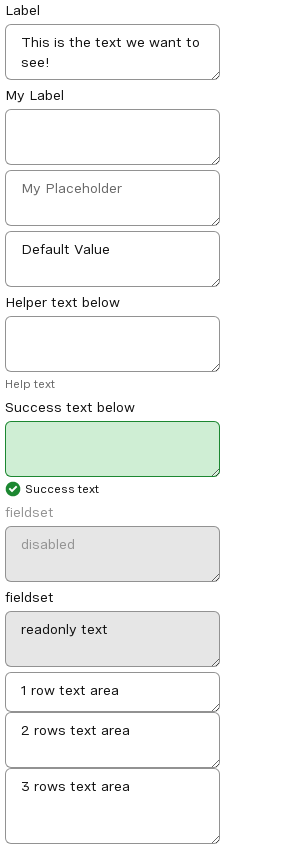 Label
This is the text we want to
see!
My Label
My Placeholder
Default Value
Helper text below
Help text
Success text below
Success text
fieldset
disabled
fieldset
readonly text
1 row text area
2 rows text area
3 rows text area